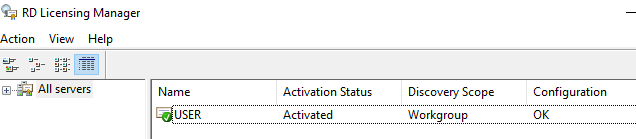 RD Licensing Manager
Action View Help
All servers
Name Activation Status Discovery Scope Configuration
USER Activated Workgroup OK